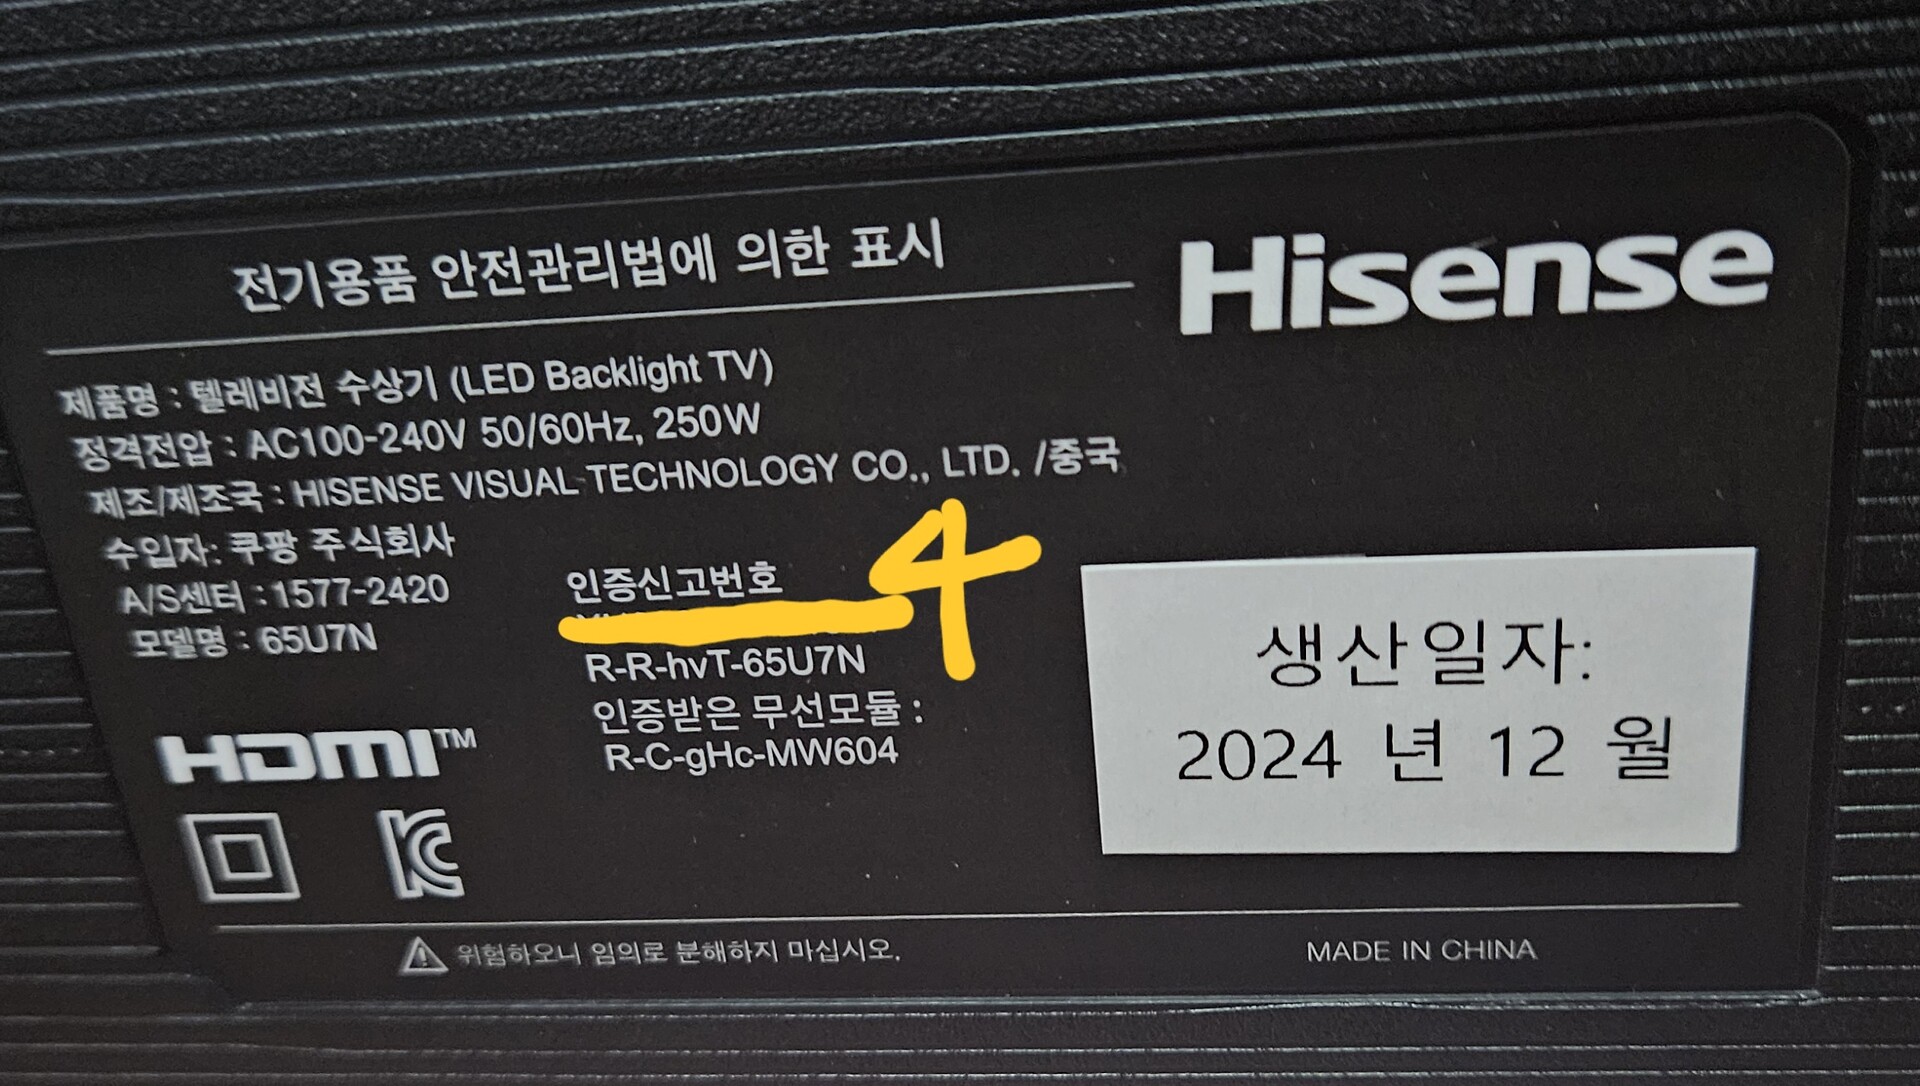 전기용품 안전관리법에 의한 표시
Hisense
제품명 : 텔레비전 수상기 (LED Backlight TV)
정격전압 : AC100-240V 50/60Hz, 250W
제조/제조국 : HISENSE VISUAL TECHNOLOGY CO., LTD. /중국
수입자: 쿠팡 주식회사
A/S센터 : 1577-2420
모델명 : 65U7N
인증신고번호
4
R-R-hvT-65U7N
인증받은 무선모듈 :
R-C-gHc-MW604
생산일자:
2024 년 12 월
HDMI™
위험하오니 임의로 분해하지 마십시오.
MADE IN CHINA